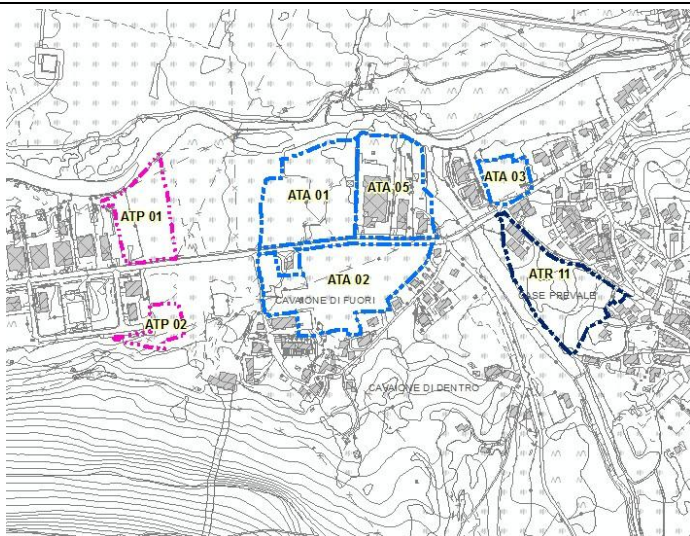 ATA 03
ATA 01
ATA 05
ATP 01
ATR 11
ATA 02
CAVAIONE DI FUORI
CASE PREVALE
ATP 02
CAVAIONE DI DENTRO